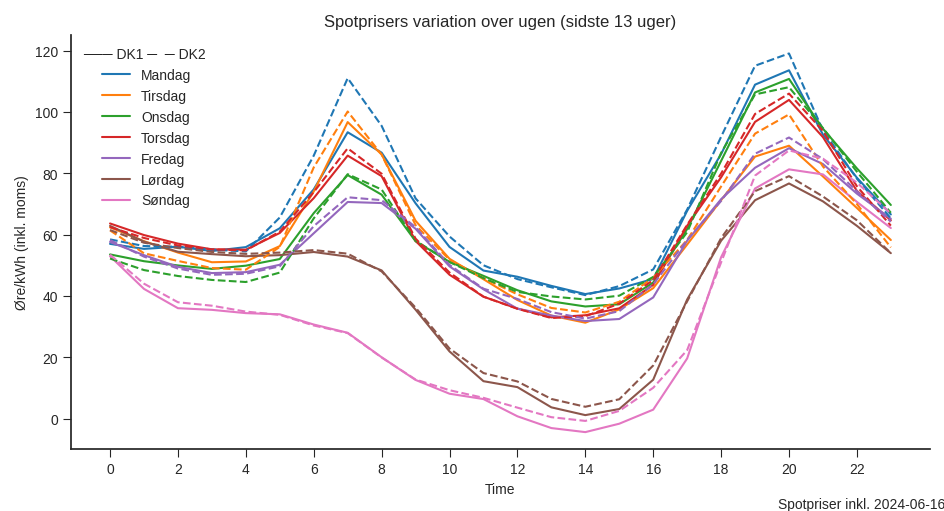 Spotprisers variation over ugen (sidste 13 uger)
DK1 DK2
Mandag
Tirsdag
Onsdag
Torsdag
Fredag
Lørdag
Søndag
Øre/kWh (inkl. moms)
120
100
80
60
40
20
0
0 2 4 6 8 10 12 14 16 18 20 22
Time
Spotpriser inkl. 2024-06-16